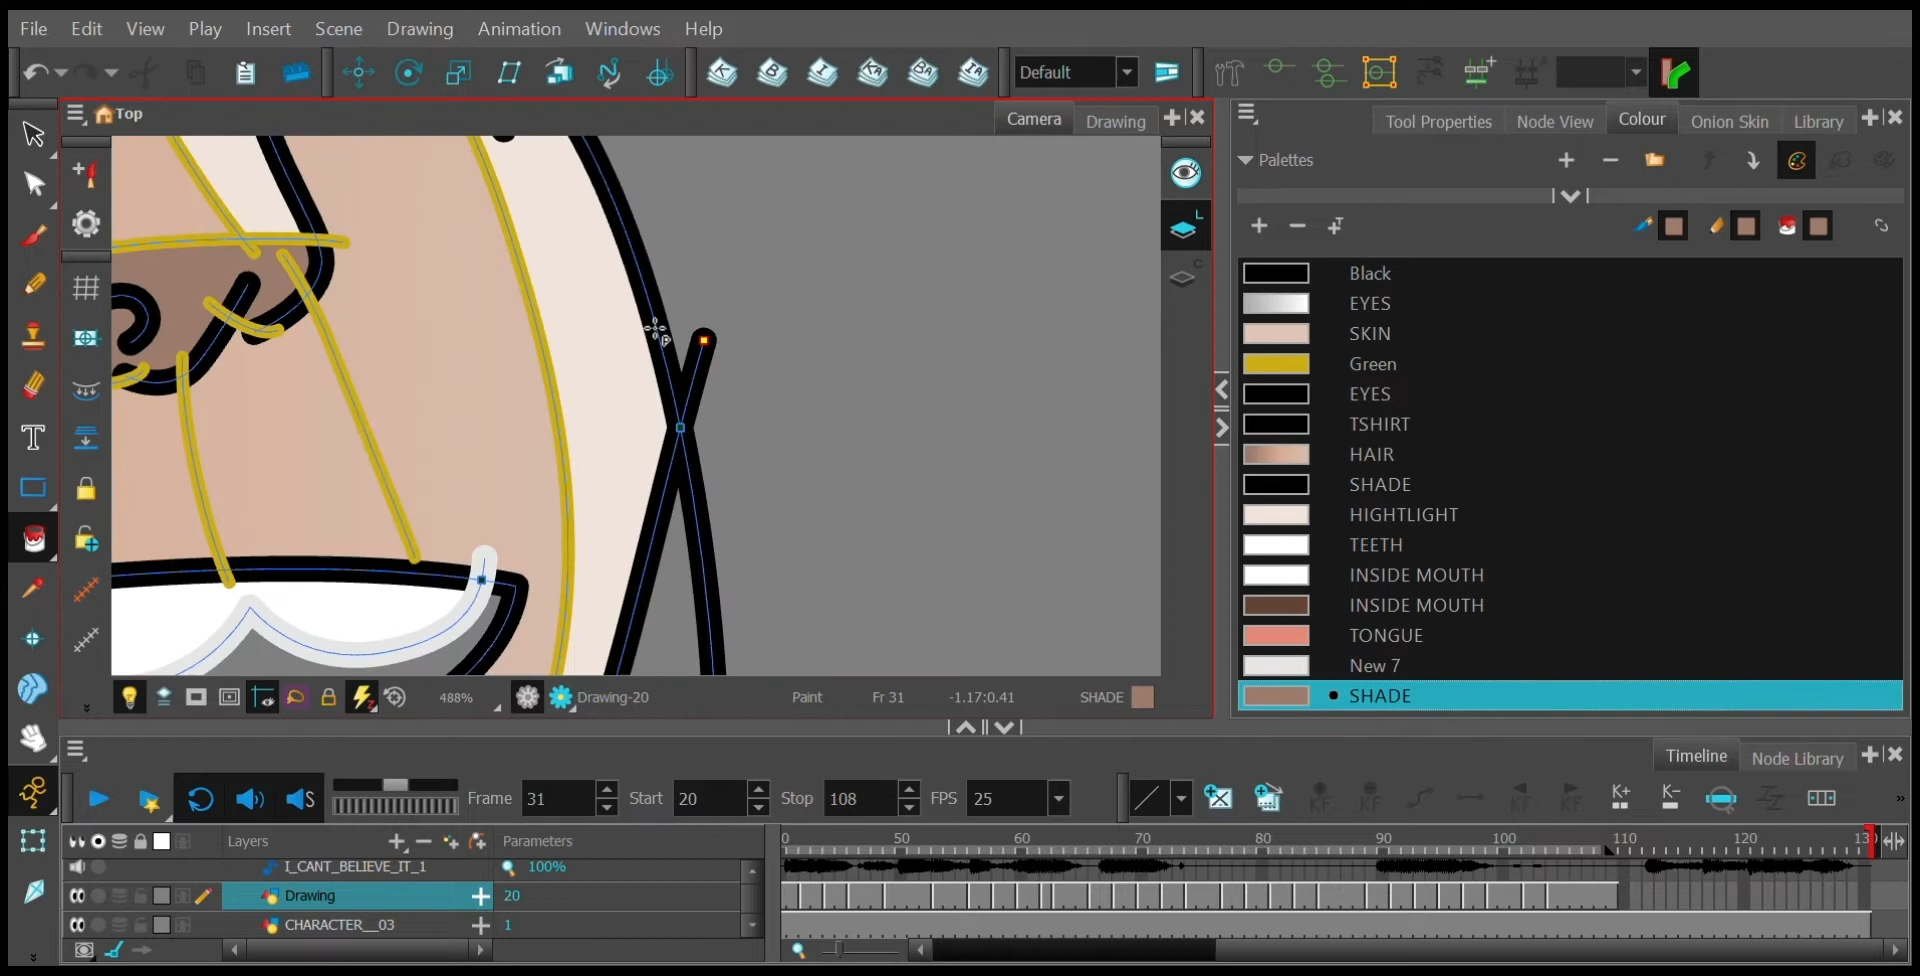 File Edit View Play Insert Scene Drawing Animation Windows Help
Default
Top Camera Drawing
Tool Properties Node View Colour Onion Skin Library
Palettes
Black
EYES
SKIN
Green
EYES
TSHIRT
HAIR
SHADE
HIGHTLIGHT
TEETH
INSIDE MOUTH
INSIDE MOUTH
TONGUE
New 7
SHADE
488% Drawing-20 Paint Fr 31 -1.17:0.41 SHADE
Timeline Node Library
Frame 31 Start 20 Stop 108 FPS 25
Layers Parameters
50 60 70 80 90 100 110 120
I_CANT_BELIEVE_IT_1 100%
Drawing 20
CHARACTER__03 1